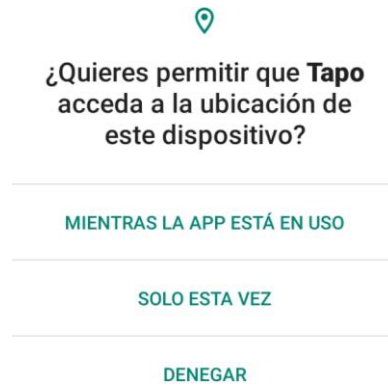 ¿Quieres permitir que Tapo
acceda a la ubicación de
este dispositivo?
MIENTRAS LA APP ESTÁ EN USO
SOLO ESTA VEZ
DENEGAR